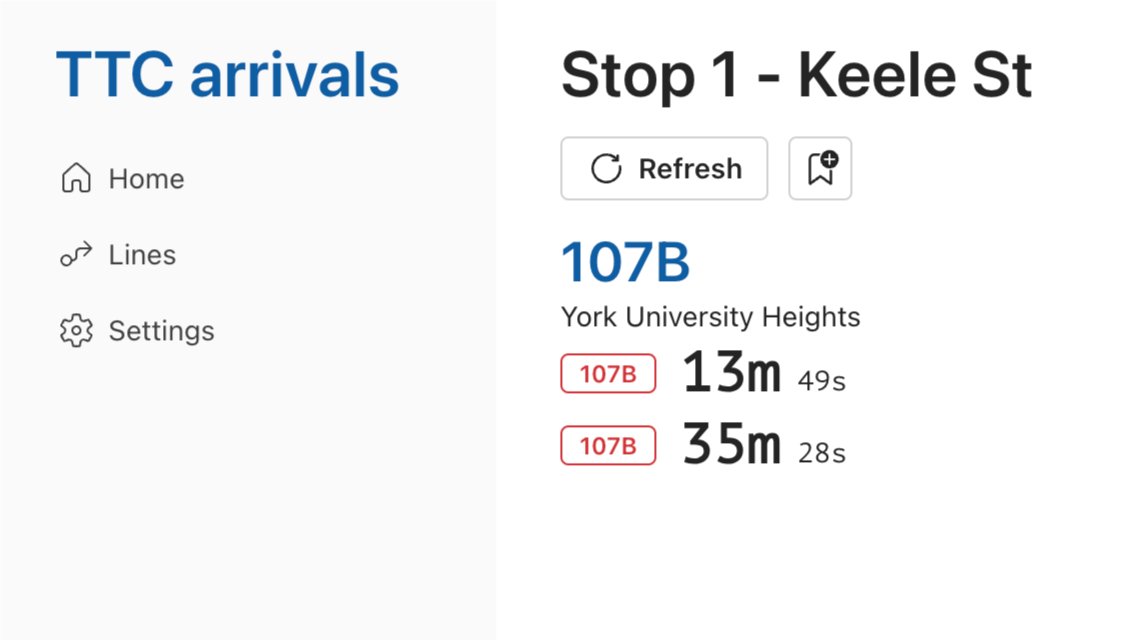 TTC arrivals
Home
Lines
Settings
Stop 1 - Keele St
Refresh
107B
York University Heights
107B 13m 49s
107B 35m 28s